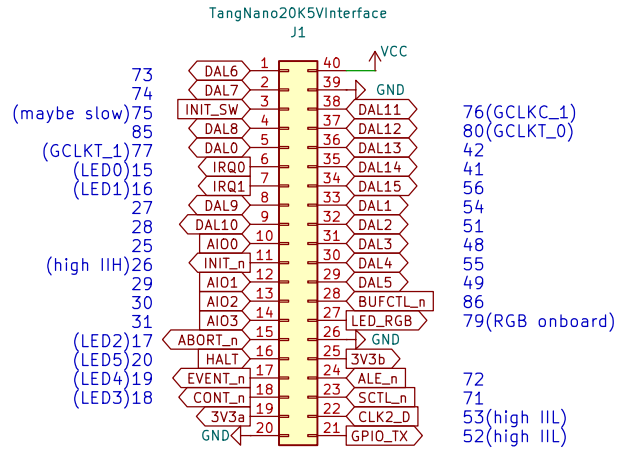 TangNano20K5VInterface
J1
73 DAL6 1 40 VCC
74 DAL7 2 39 GND
(maybe slow)75 INIT_SW 3 38 DAL11 76(GCLKC_1)
85 DAL8 4 37 DAL12 80(GCLKT_0)
(GCLKT_1)77 DAL0 5 36 DAL13 42
(LED0)15 IRQ0 6 35 DAL14 41
(LED1)16 IRQ1 7 34 DAL15 56
27 DAL9 8 33 DAL1 54
28 DAL10 9 32 DAL2 51
25 AIO0 10 31 DAL3 48
(high IIH)26 INIT_n 11 30 DAL4 55
29 AIO1 12 29 DAL5 49
30 AIO2 13 28 BUFCTL_n 86
31 AIO3 14 27 LED_RGB 79(RGB onboard)
(LED2)17 ABORT_n 15 26 GND
(LED5)20 HALT 16 25 3V3b
(LED4)19 EVENT_n 17 24 ALE_n 72
(LED3)18 CONT_n 18 23 SCTL_n 71
3V3a 19 22 CLK2_D 53(high IIL)
GND 20 21 GPIO_TX 52(high IIL)